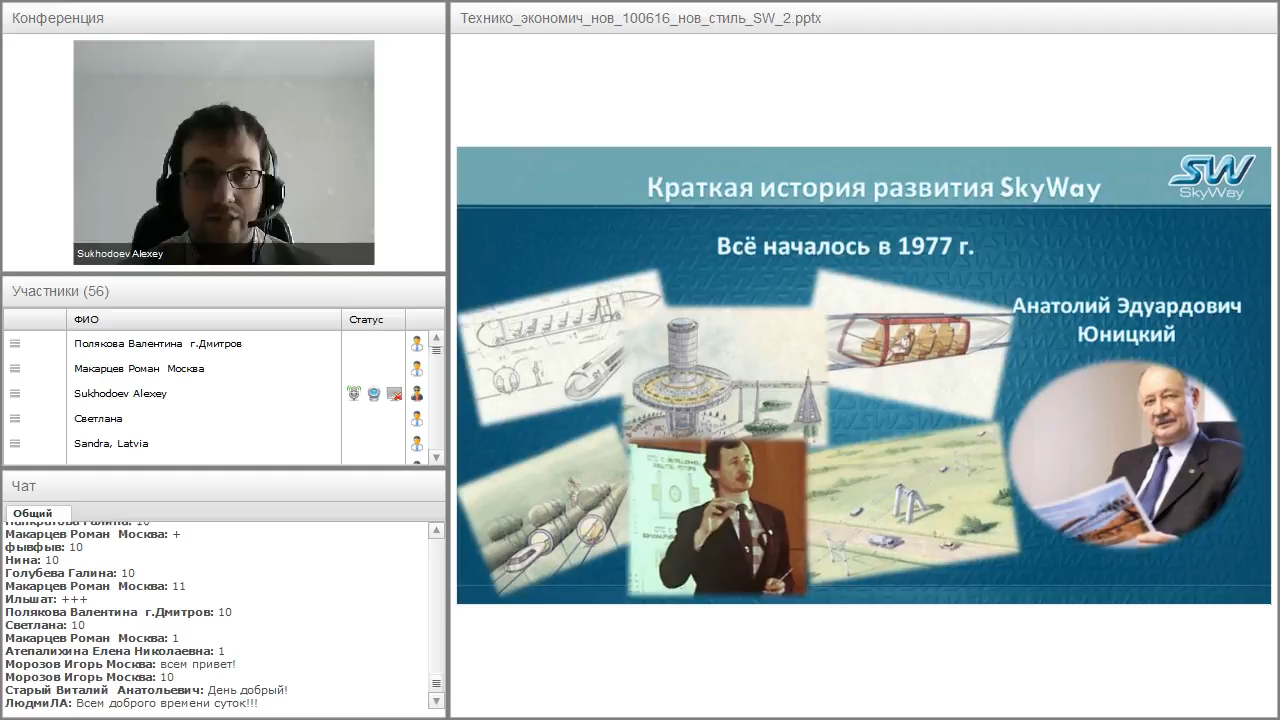 Конференция
Sukhodoev Alexey
Участники (56)
ФИО
Статус
Полякова Валентина г.Дмитров
Макарцев Роман Москва
Sukhodoev Alexey
Светлана
Sandra, Latvia
Чат
Общий
Макарцев Роман Москва: +
фывфыв: 10
Нина: 10
Голубева Галина: 10
Макарцев Роман Москва: 11
Ильшат: +++
Полякова Валентина г.Дмитров: 10
Светлана: 10
Макарцев Роман Москва: 1
Атепалихина Елена Николаевна: 1
Морозов Игорь Москва: всем привет!
Морозов Игорь Москва: 10
Старый Виталий Анатольевич: День добрый!
ЛюдмиЛА: Всем доброго времени суток!!!
Технико_экономич_нов_100616_нов_стиль_SW_2.pptx
Краткая история развития SkyWay
SW
SkyWay
Всё началось в 1977 г.
Анатолий Эдуардович
Юницкий